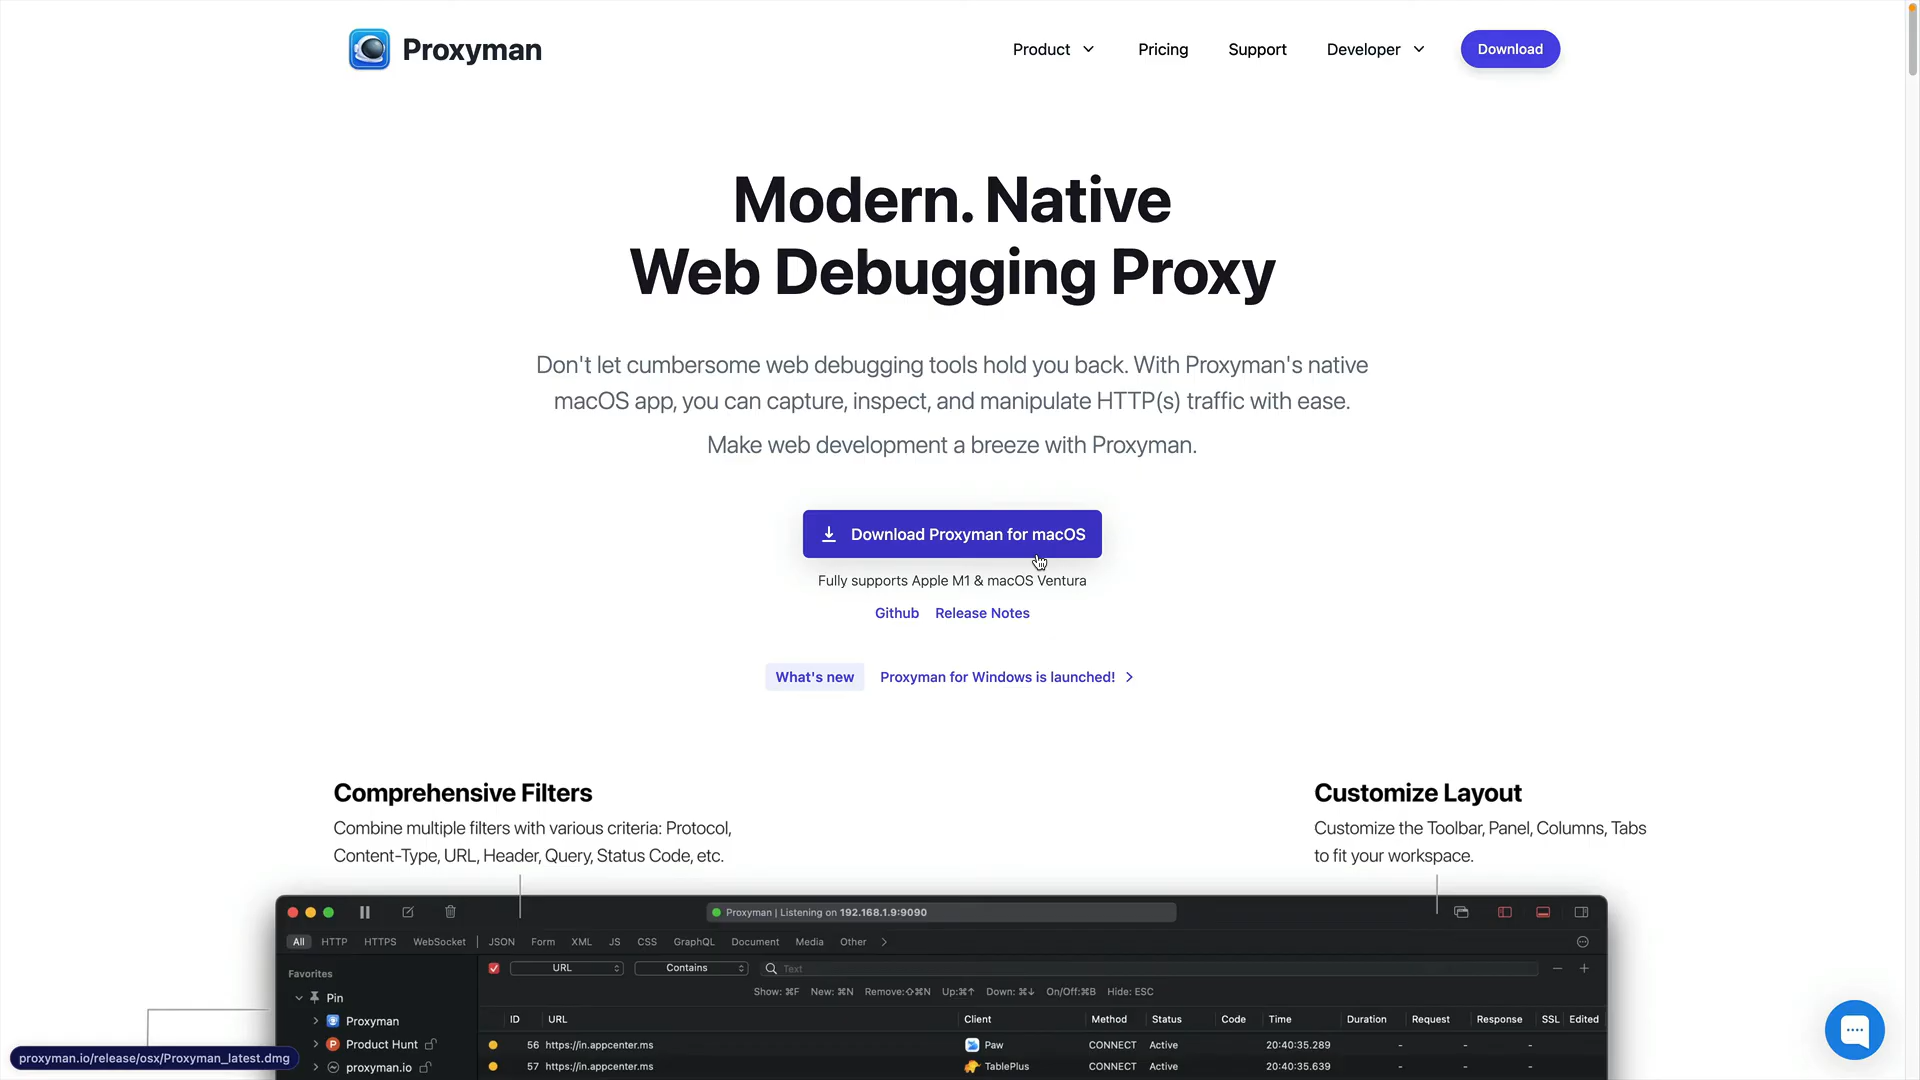 Proxyman
Product
Pricing
Support
Developer
Download
Modern. Native
Web Debugging Proxy
Don't let cumbersome web debugging tools hold you back. With Proxyman's native
macOS app, you can capture, inspect, and manipulate HTTP(s) traffic with ease.
Make web development a breeze with Proxyman.
Download Proxyman for macOS
Fully supports Apple M1 & macOS Ventura
Github Release Notes
What's new Proxyman for Windows is launched!
Comprehensive Filters
Combine multiple filters with various criteria: Protocol,
Content-Type, URL, Header, Query, Status Code, etc.
Customize Layout
Customize the Toolbar, Panel, Columns, Tabs
to fit your workspace.
Proxyman | Listening on 192.168.1.9:9090
All HTTP HTTPS WebSocket JSON Form XML JS CSS GraphQL Document Media Other
Favorites
Pin
Proxyman
Product Hunt
proxyman.io
URL Contains Text
Show: ⌘F New: ⌘N Remove:⇧⌘N Up:⌘↑ Down: ⌘↓ On/Off:⌘B Hide: ESC
ID URL Client Method Status Code Time Duration Request Response SSL Edited
56 https://in.appcenter.ms Paw CONNECT Active 20:40:35.289 - - -
57 https://in.appcenter.ms TablePlus CONNECT Active 20:40:35.639 - - -
proxyman.io/release/osx/Proxyman_latest.dmg